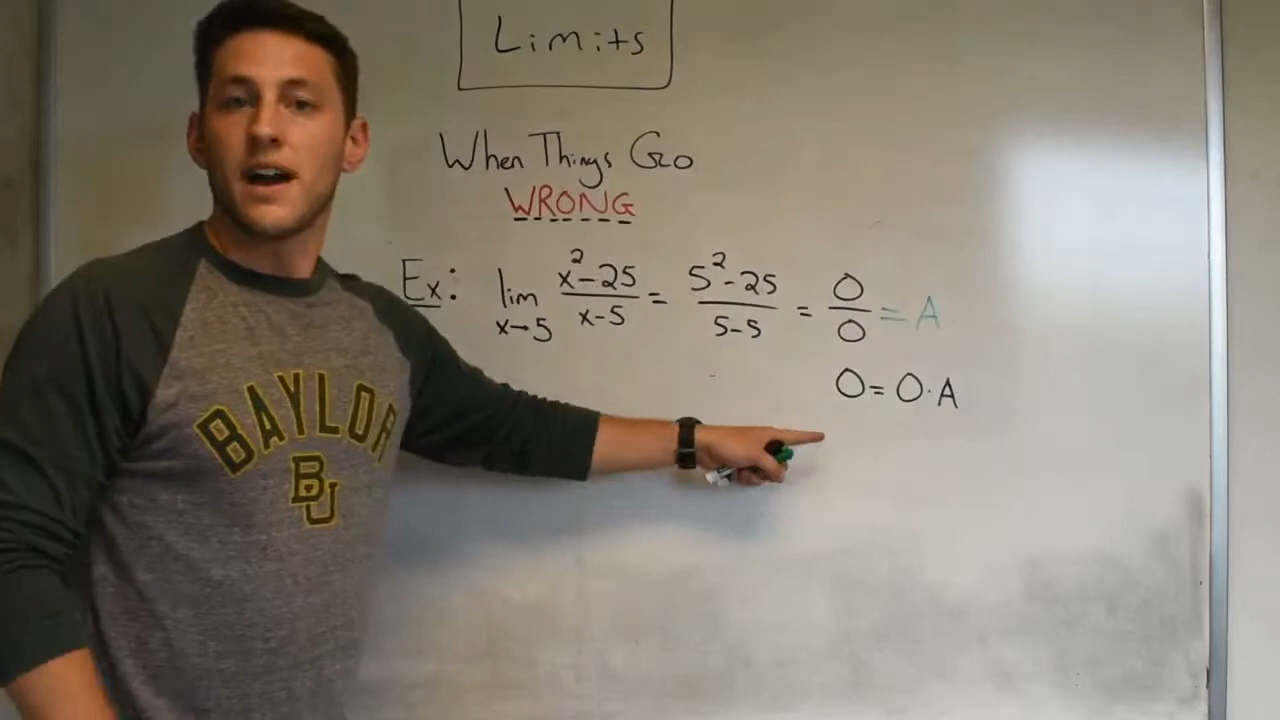 Limits
When Things Go
WRONG
Ex: lim x→5 x²-25 / x-5 = 5²-25 / 5-5 = 0/0 = A
0 = 0·A
BAYLOR
BU